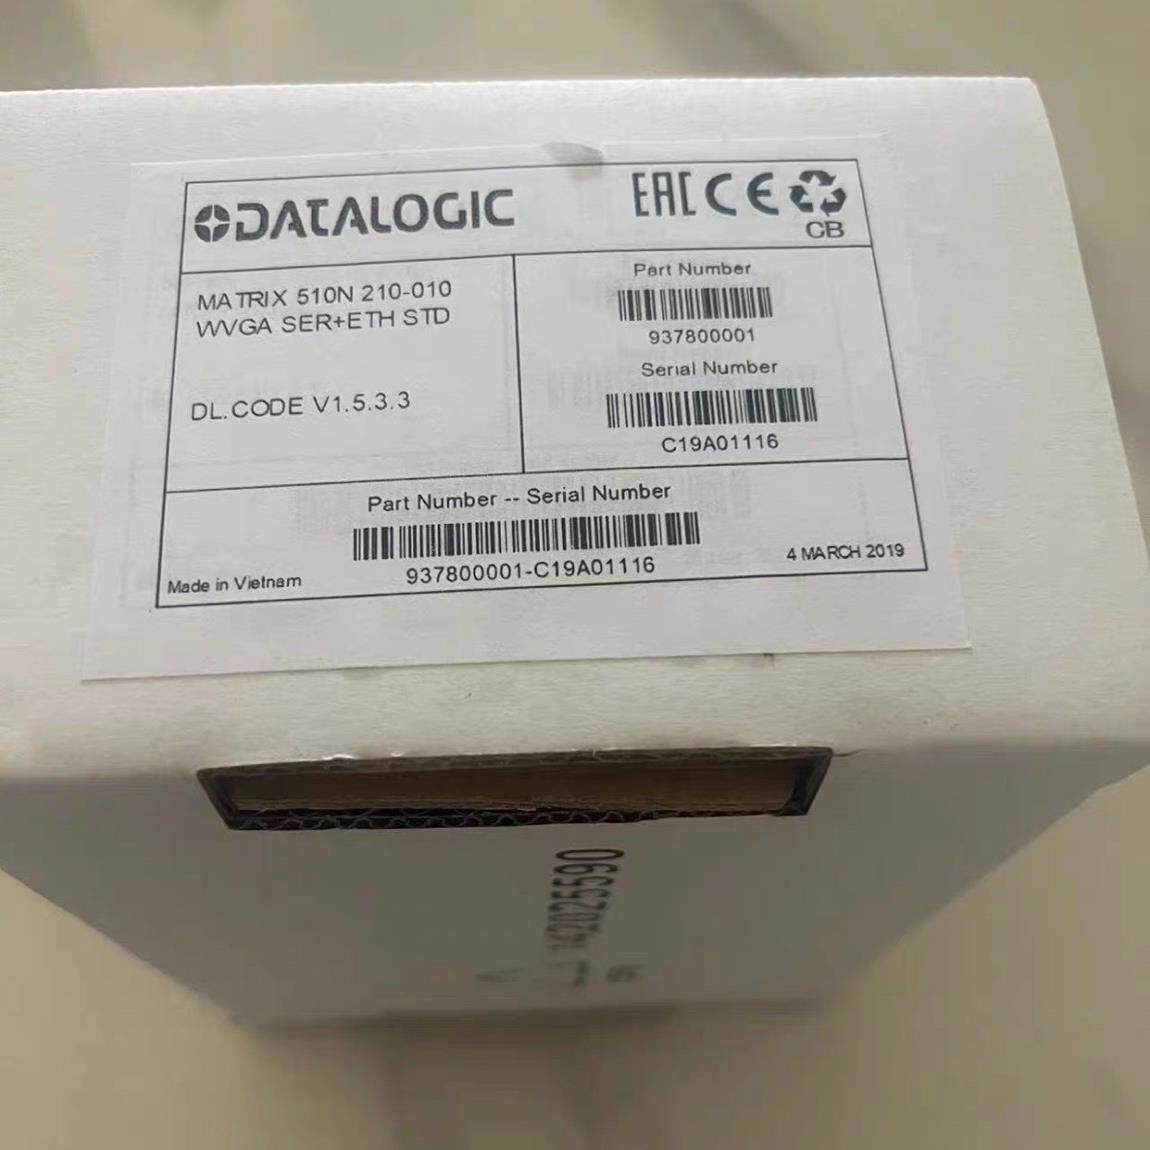 DATALOGIC
EAC CE
CB
MATRIX 510N 210-010
WVGA SER+ETH STD
DL.CODE V1.5.3.3
Part Number
937800001
Serial Number
C19A01116
Part Number -- Serial Number
937800001-C19A01116
Made in Vietnam
4 MARCH 2019